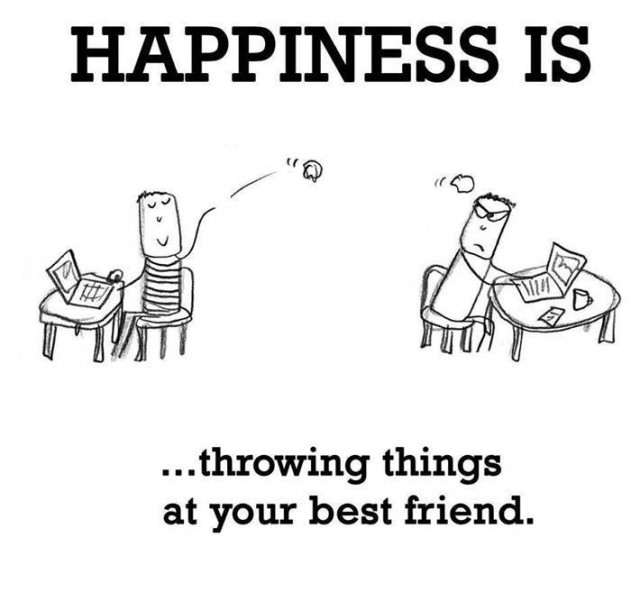 HAPPINESS IS
...throwing things
at your best friend.